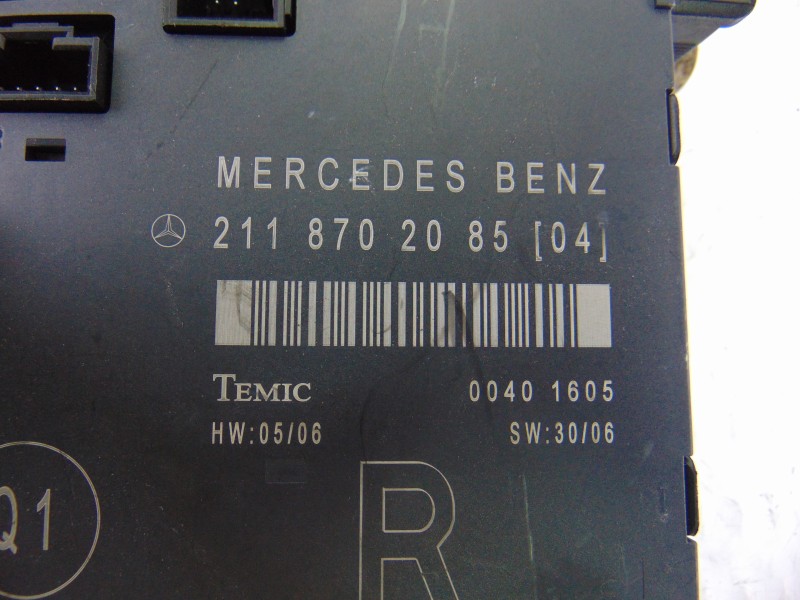 MERCEDES BENZ
211 870 20 85 [04]
TEMIC 0040 1605
HW:05/06 SW:30/06
Q1
R